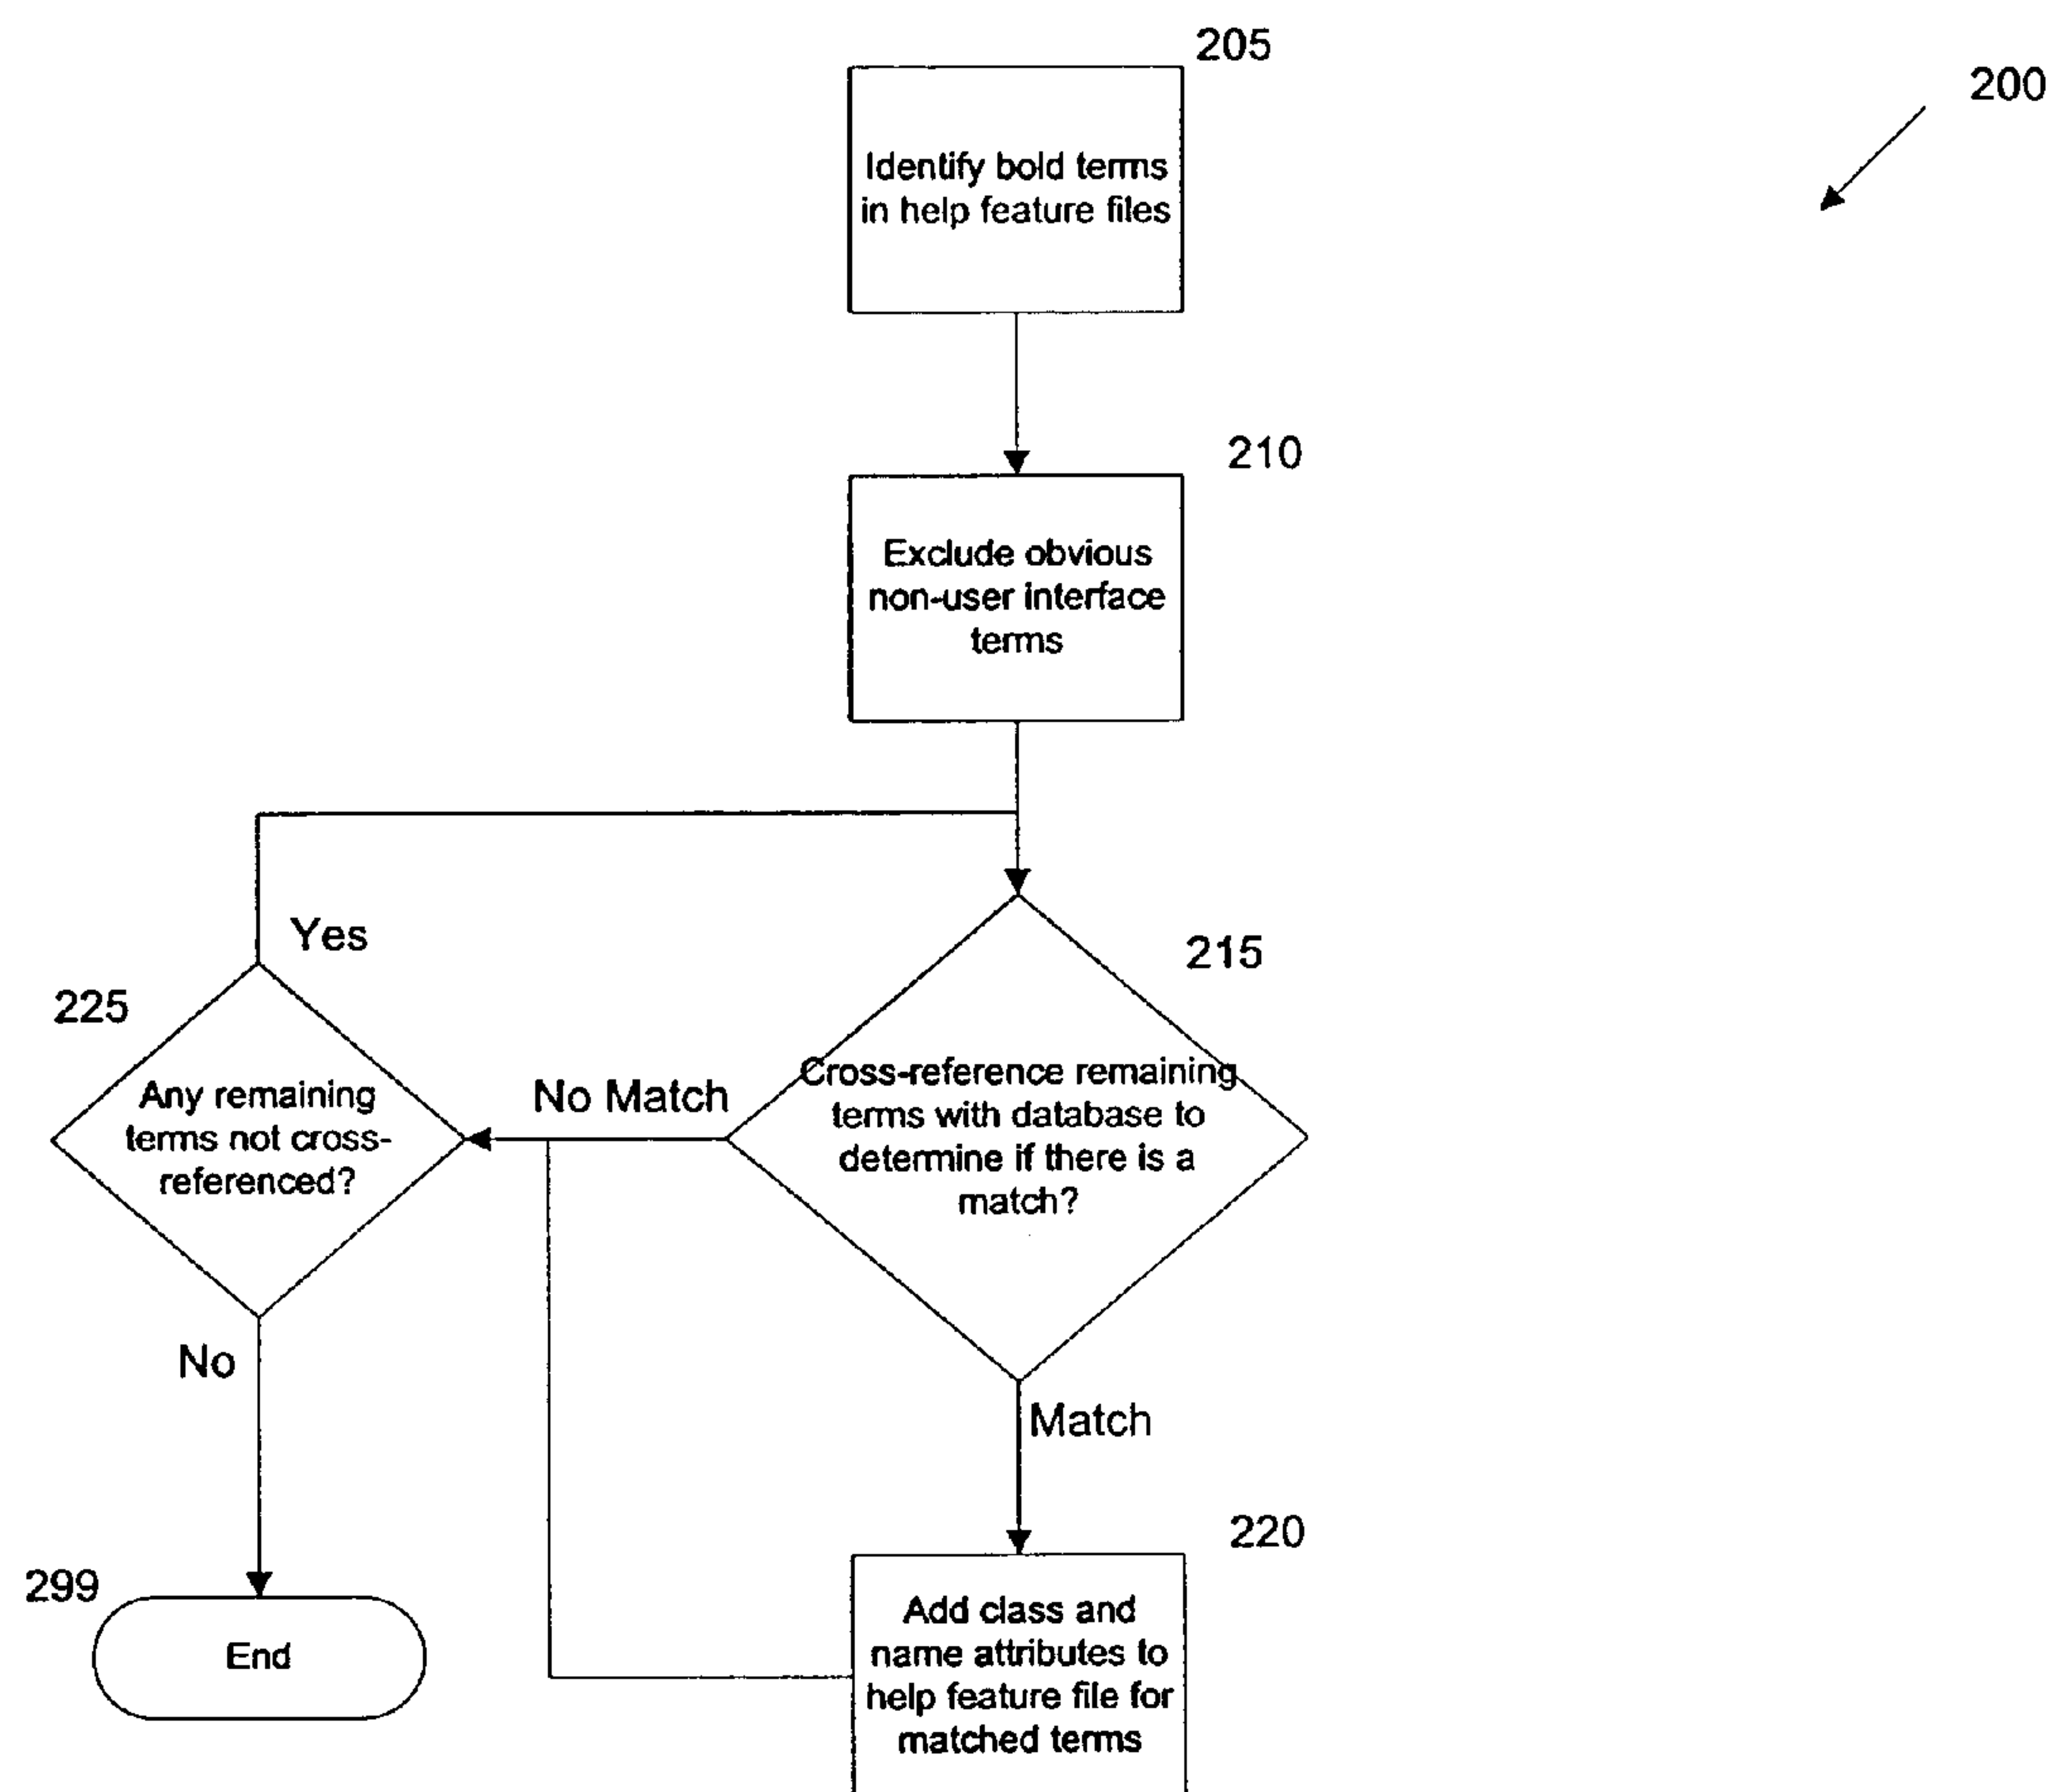 205
200
Identify bold terms
in help feature files
210
Exclude obvious
non-user interface
terms
Yes
215
225
Cross-reference remaining
terms with database to
determine if there is a
match?
No Match
Any remaining
terms not cross-
referenced?
No
Match
220
299
End
Add class and
name attributes to
help feature file for
matched terms